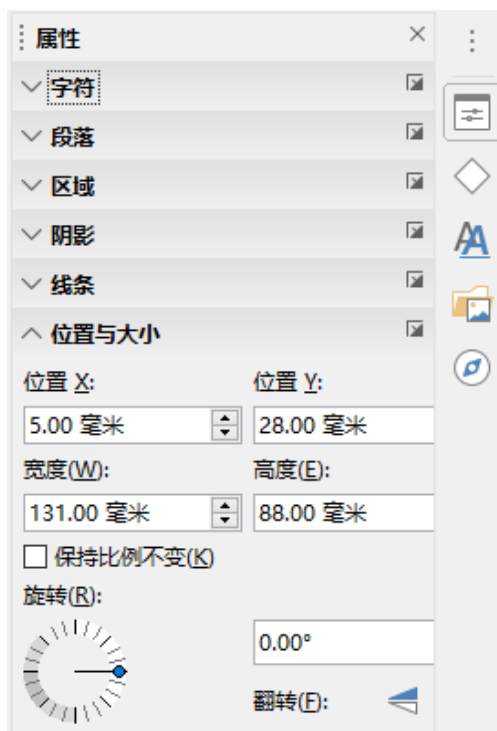 属性
字符
段落
区域
阴影
线条
位置与大小
位置 X: 位置 Y:
5.00 毫米 28.00 毫米
宽度(W): 高度(E):
131.00 毫米 88.00 毫米
保持比例不变(K)
旋转(R):
0.00°
翻转(F):